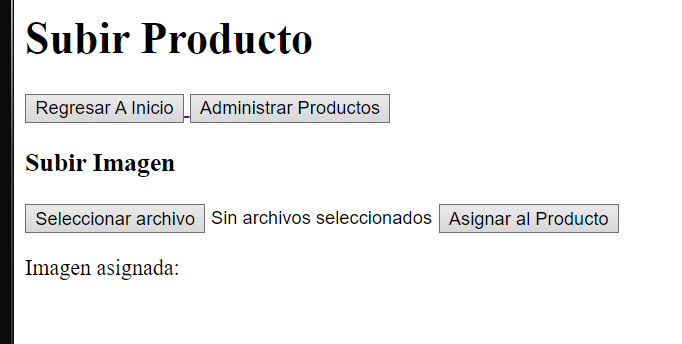 Subir Producto
Regresar A Inicio Administrar Productos
Subir Imagen
Seleccionar archivo Sin archivos seleccionados Asignar al Producto
Imagen asignada: